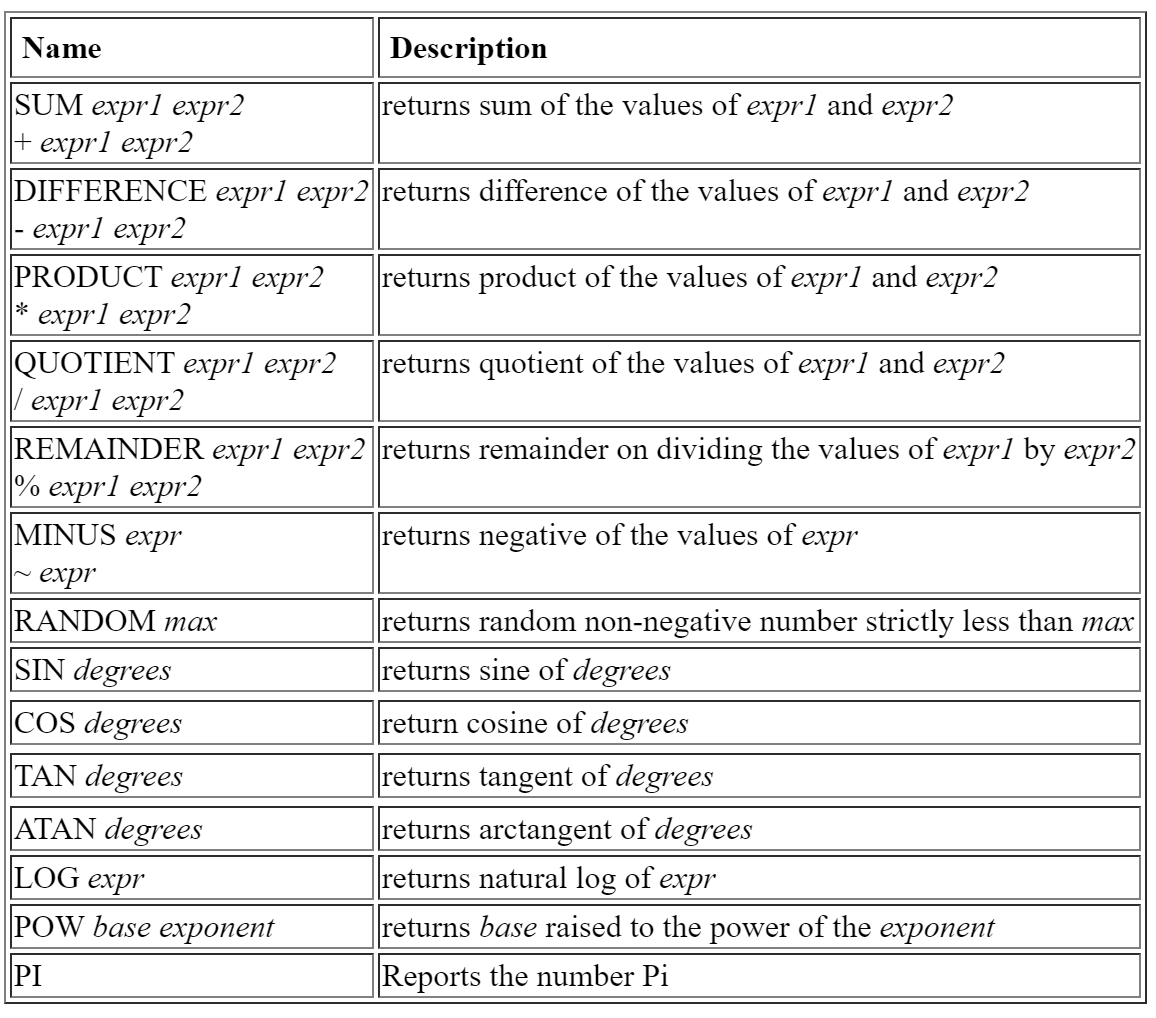 Name Description
SUM expr1 expr2 returns sum of the values of expr1 and expr2
+ expr1 expr2
DIFFERENCE expr1 expr2 returns difference of the values of expr1 and expr2
- expr1 expr2
PRODUCT expr1 expr2 returns product of the values of expr1 and expr2
* expr1 expr2
QUOTIENT expr1 expr2 returns quotient of the values of expr1 and expr2
/ expr1 expr2
REMAINDER expr1 expr2 returns remainder on dividing the values of expr1 by expr2
% expr1 expr2
MINUS expr returns negative of the values of expr
~ expr
RANDOM max returns random non-negative number strictly less than max
SIN degrees returns sine of degrees
COS degrees return cosine of degrees
TAN degrees returns tangent of degrees
ATAN degrees returns arctangent of degrees
LOG expr returns natural log of expr
POW base exponent returns base raised to the power of the exponent
PI Reports the number Pi